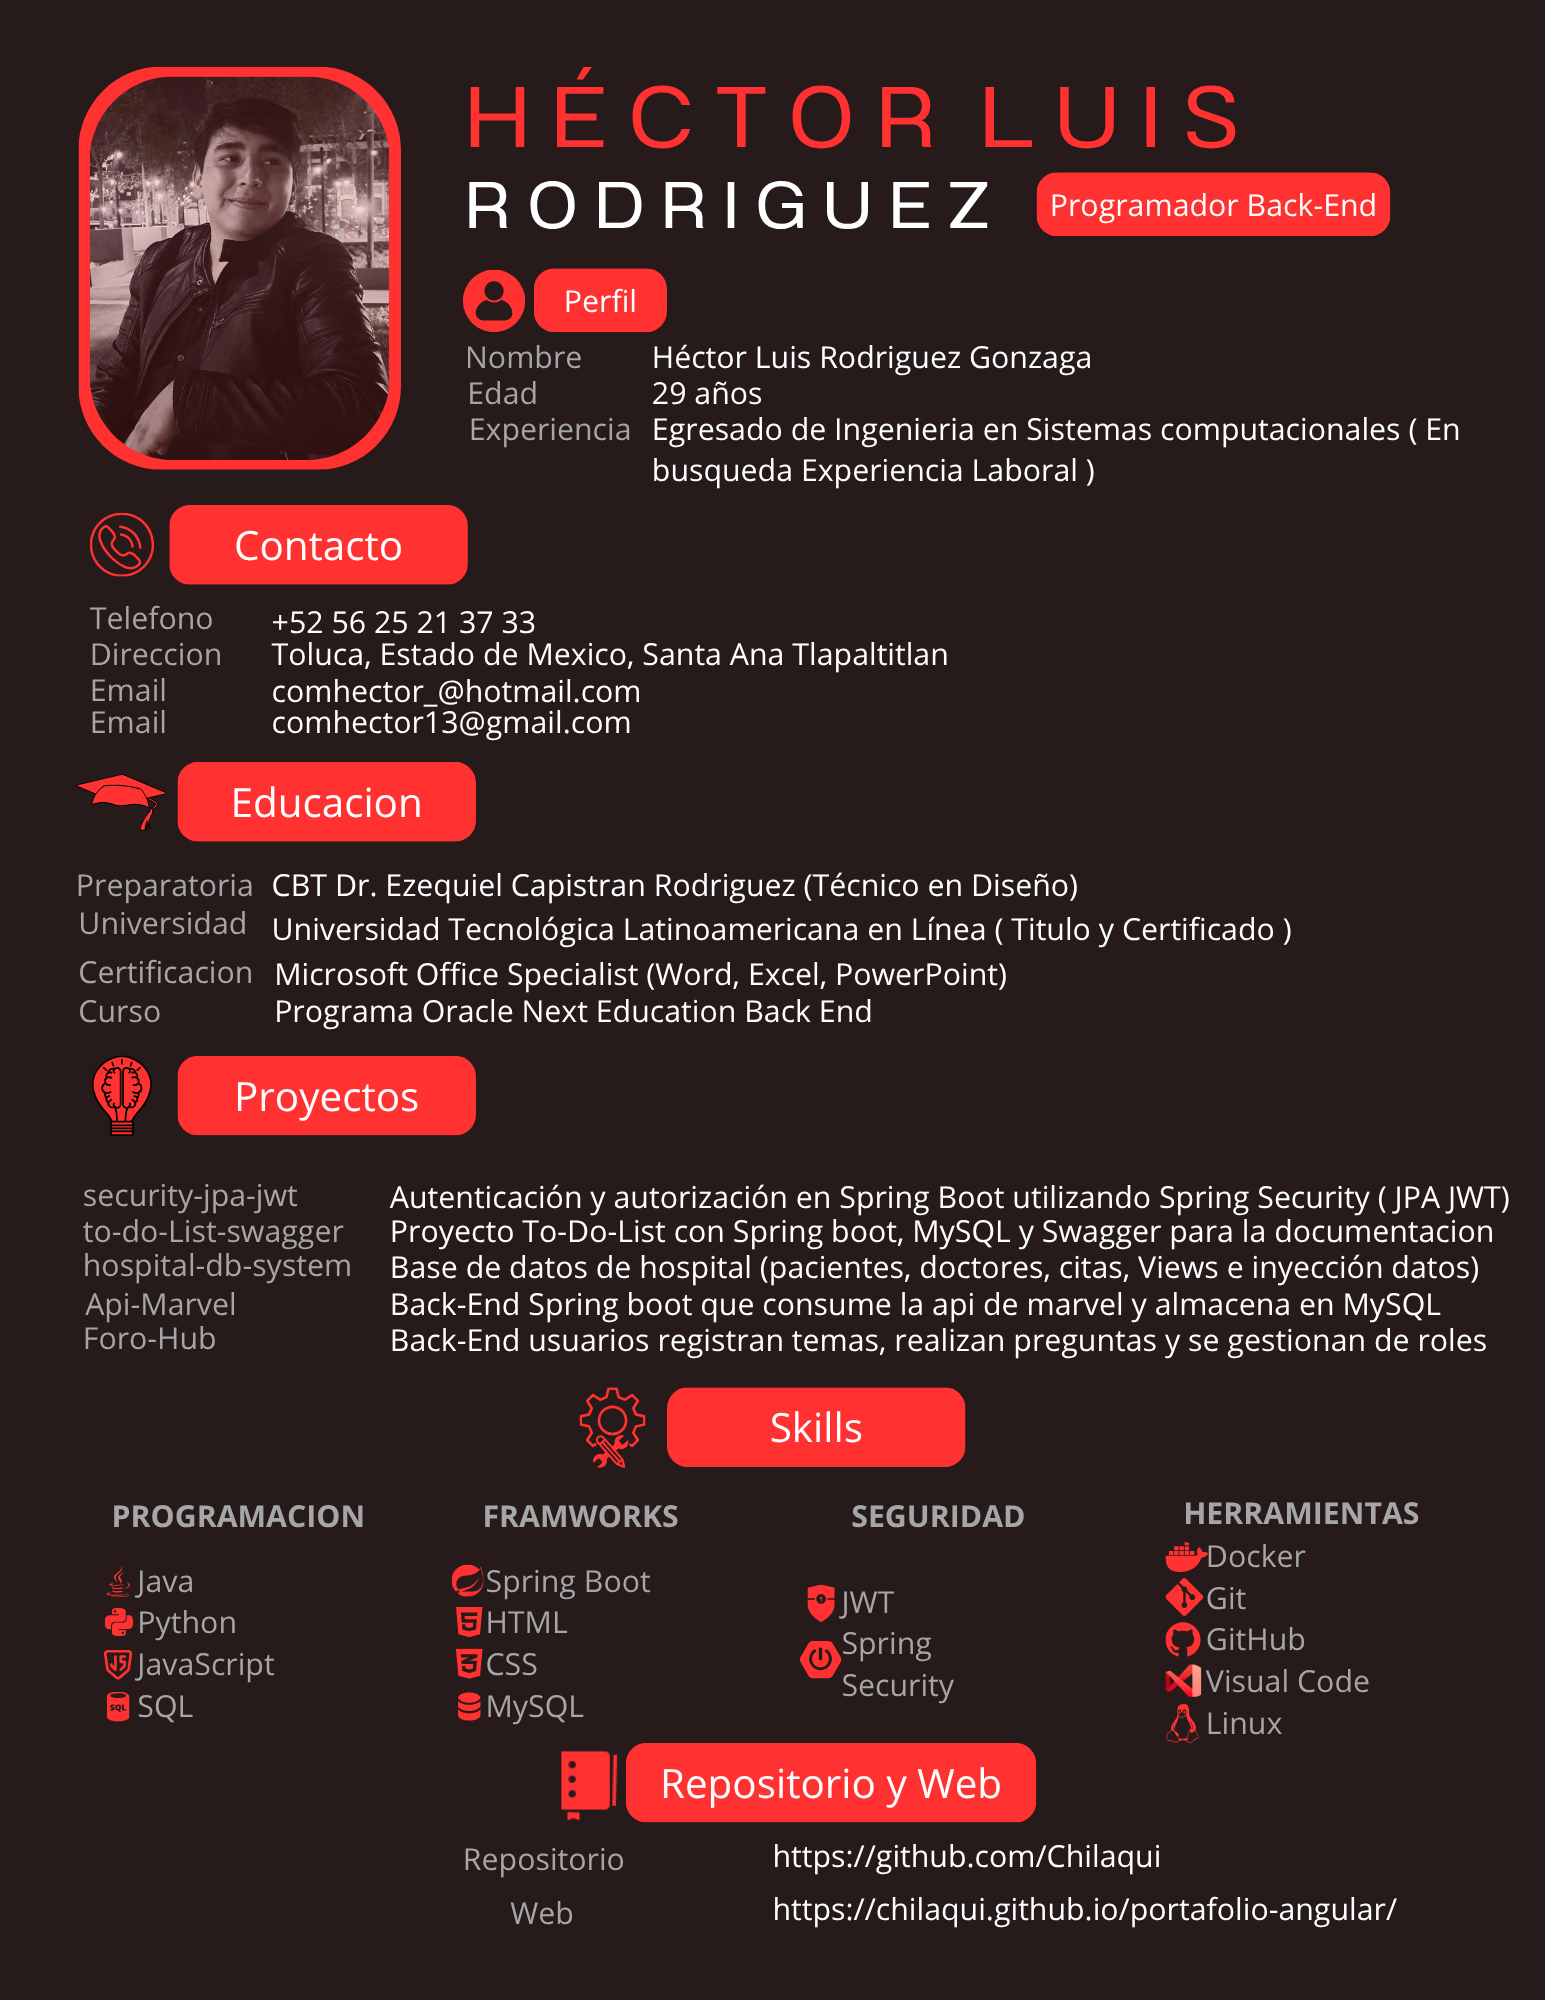 HÉCTOR LUIS
RODRIGUEZ
Programador Back-End
Perfil
Nombre Héctor Luis Rodriguez Gonzaga
Edad 29 años
Experiencia Egresado de Ingenieria en Sistemas computacionales ( En
busqueda Experiencia Laboral )
Contacto
Telefono +52 56 25 21 37 33
Direccion Toluca, Estado de Mexico, Santa Ana Tlapaltitlan
Email comhector_@hotmail.com
Email comhector13@gmail.com
Educacion
Preparatoria CBT Dr. Ezequiel Capistran Rodriguez (Técnico en Diseño)
Universidad Universidad Tecnológica Latinoamericana en Línea ( Titulo y Certificado )
Certificacion Microsoft Office Specialist (Word, Excel, PowerPoint)
Curso Programa Oracle Next Education Back End
Proyectos
security-jpa-jwt Autenticación y autorización en Spring Boot utilizando Spring Security ( JPA JWT)
to-do-List-swagger Proyecto To-Do-List con Spring boot, MySQL y Swagger para la documentacion
hospital-db-system Base de datos de hospital (pacientes, doctores, citas, Views e inyección datos)
Api-Marvel Back-End Spring boot que consume la api de marvel y almacena en MySQL
Foro-Hub Back-End usuarios registran temas, realizan preguntas y se gestionan de roles
Skills
PROGRAMACION
Java
Python
JavaScript
SQL
FRAMWORKS
Spring Boot
HTML
CSS
MySQL
SEGURIDAD
JWT
Spring
Security
HERRAMIENTAS
Docker
Git
GitHub
Visual Code
Linux
Repositorio y Web
Repositorio https://github.com/Chilaqui
Web https://chilaqui.github.io/portafolio-angular/